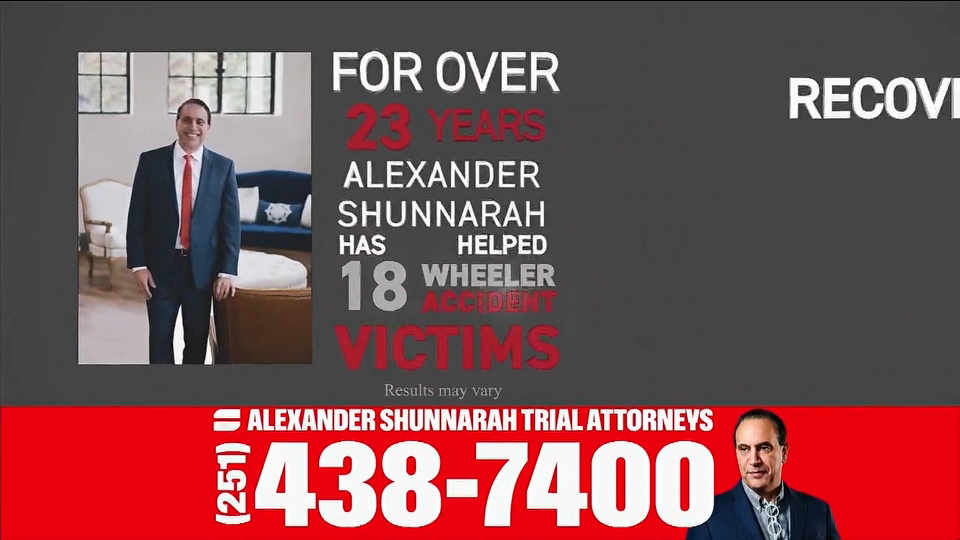 FOR OVER
23 YEARS
ALEXANDER
SHUNNARAH
HAS HELPED
18 WHEELER
ACCIDENT
VICTIMS
RECOV
Results may vary
ALEXANDER SHUNNARAH TRIAL ATTORNEYS
(251) 438-7400